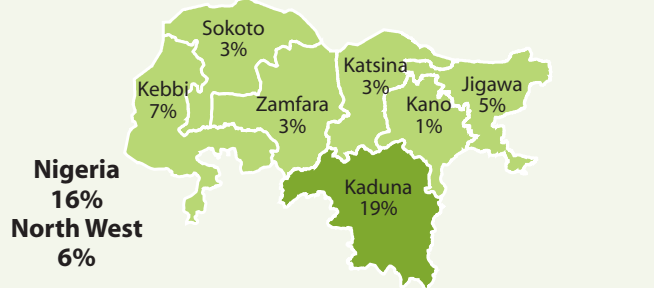 Sokoto
3%
Katsina
3%
Kebbi
7%
Zamfara
3%
Kano
1%
Jigawa
5%
Nigeria
16%
North West
6%
Kaduna
19%